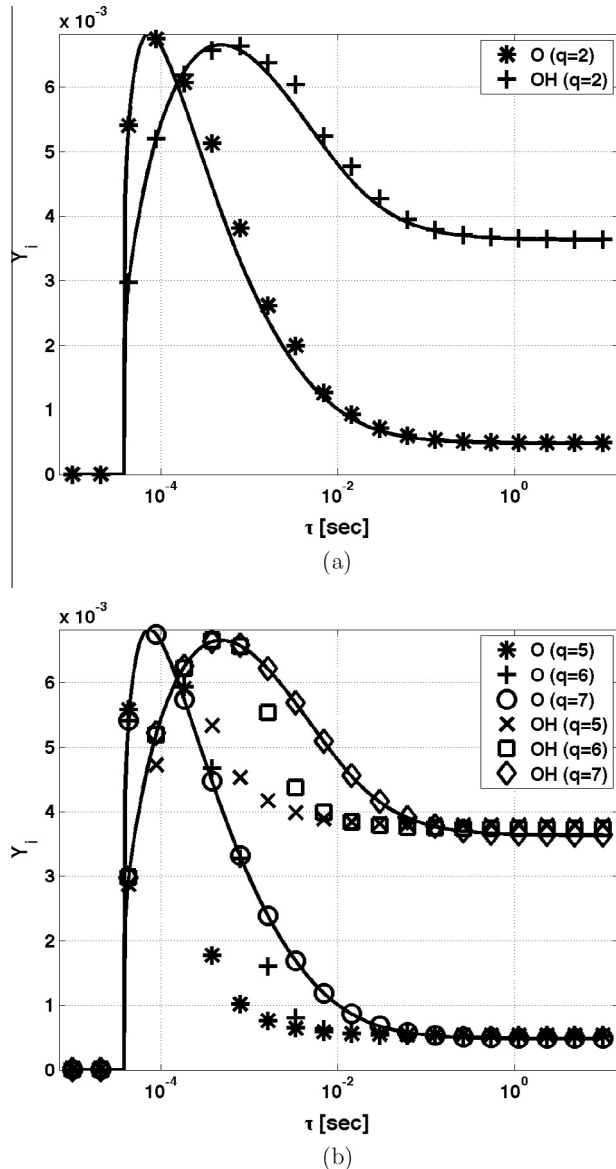 x 10⁻³
6
5
4
3
2
1
0
Y_i
O (q=2)
OH (q=2)
10⁻⁴
10⁻²
10⁰
τ [sec]
(a)
x 10⁻³
6
5
4
3
2
1
0
Y_i
O (q=5)
O (q=6)
O (q=7)
OH (q=5)
OH (q=6)
OH (q=7)
10⁻⁴
10⁻²
10⁰
τ [sec]
(b)